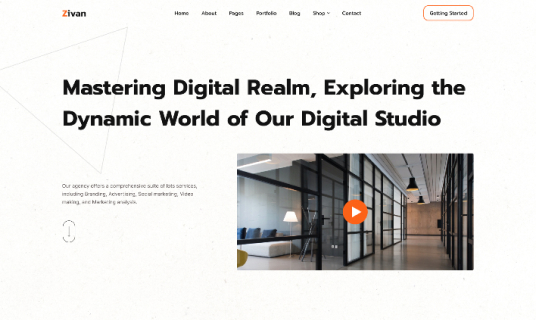 Zivan
Home About Pages Portfolio Blog Shop Contact
Getting Started
Mastering Digital Realm, Exploring the
Dynamic World of Our Digital Studio
Our agency offers a comprehensive suite of bots services,
including Branding, Advertising, Social marketing, Video
making, and Marketing analysis.